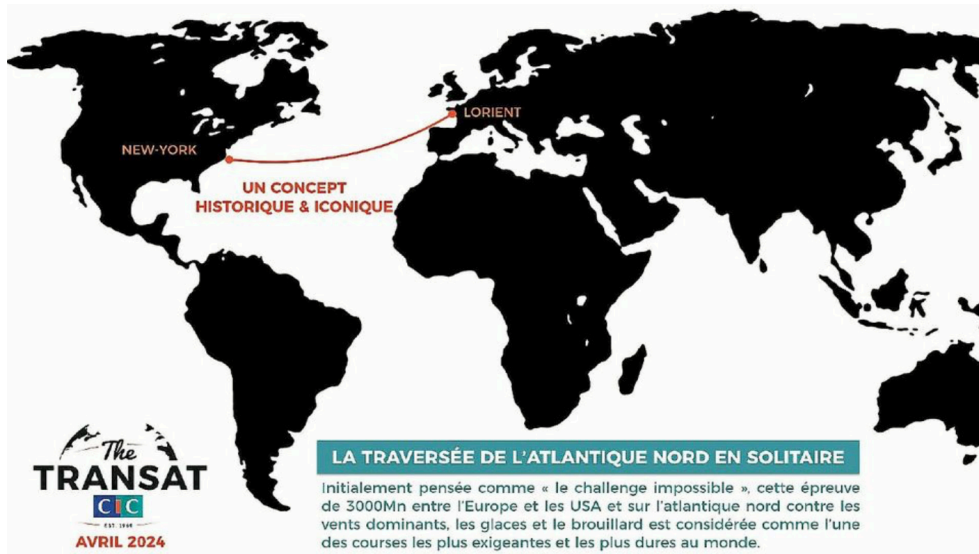 LORIENT
NEW-YORK
UN CONCEPT
HISTORIQUE & ICONIQUE
The
TRANSAT
CIC
AVRIL 2024
LA TRAVERSÉE DE L'ATLANTIQUE NORD EN SOLITAIRE
Initialement pensée comme « le challenge impossible », cette épreuve
de 3000Mn entre l'Europe et les USA et sur l'atlantique nord contre les
vents dominants, les glaces et le brouillard est considérée comme l'une
des courses les plus exigeantes et les plus dures au monde.